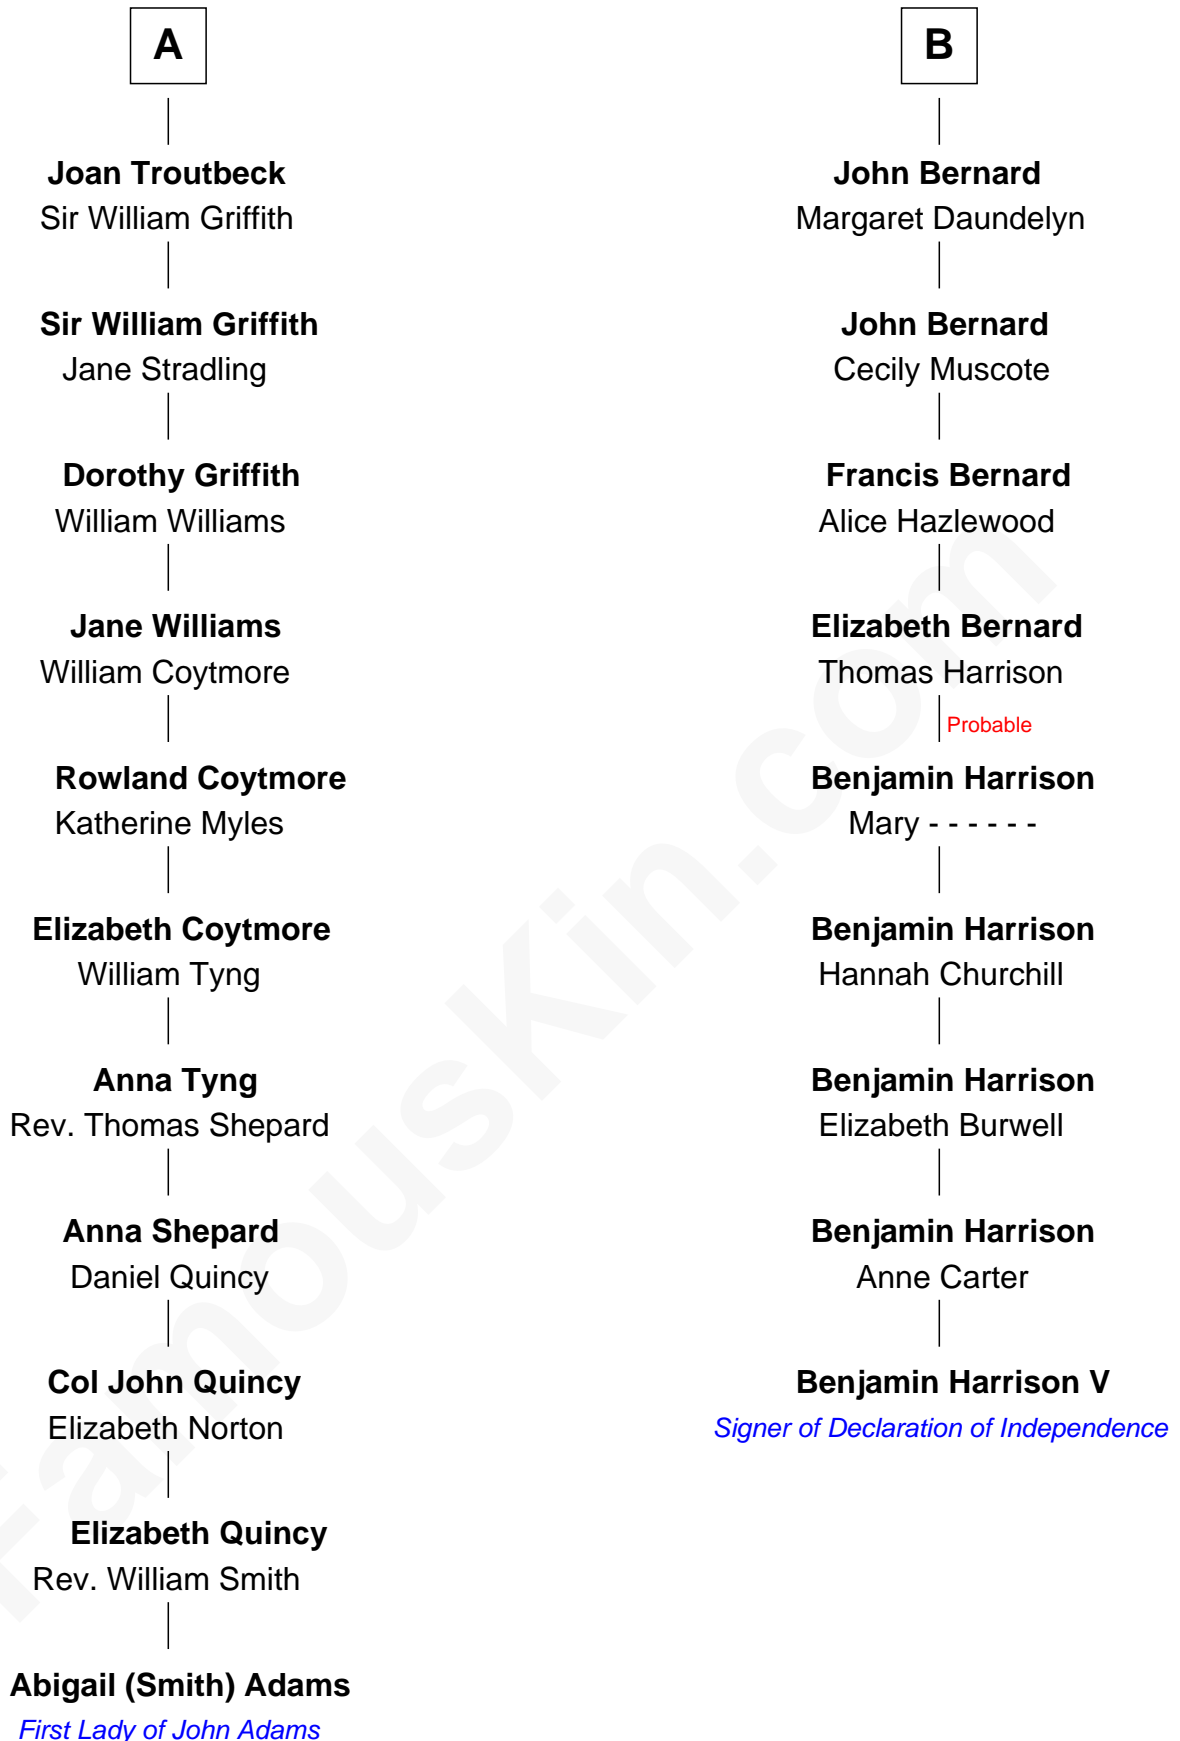 A
Joan Troutbeck
Sir William Griffith
Sir William Griffith
Jane Stradling
Dorothy Griffith
William Williams
Jane Williams
William Coytmore
Rowland Coytmore
Katherine Myles
Elizabeth Coytmore
William Tyng
Anna Tyng
Rev. Thomas Shepard
Anna Shepard
Daniel Quincy
Col John Quincy
Elizabeth Norton
Elizabeth Quincy
Rev. William Smith
Abigail (Smith) Adams
First Lady of John Adams
B
John Bernard
Margaret Daundelyn
John Bernard
Cecily Muscote
Francis Bernard
Alice Hazlewood
Elizabeth Bernard
Thomas Harrison
Probable
Benjamin Harrison
Mary - - - - - -
Benjamin Harrison
Hannah Churchill
Benjamin Harrison
Elizabeth Burwell
Benjamin Harrison
Anne Carter
Benjamin Harrison V
Signer of Declaration of Independence
FamousKin.com